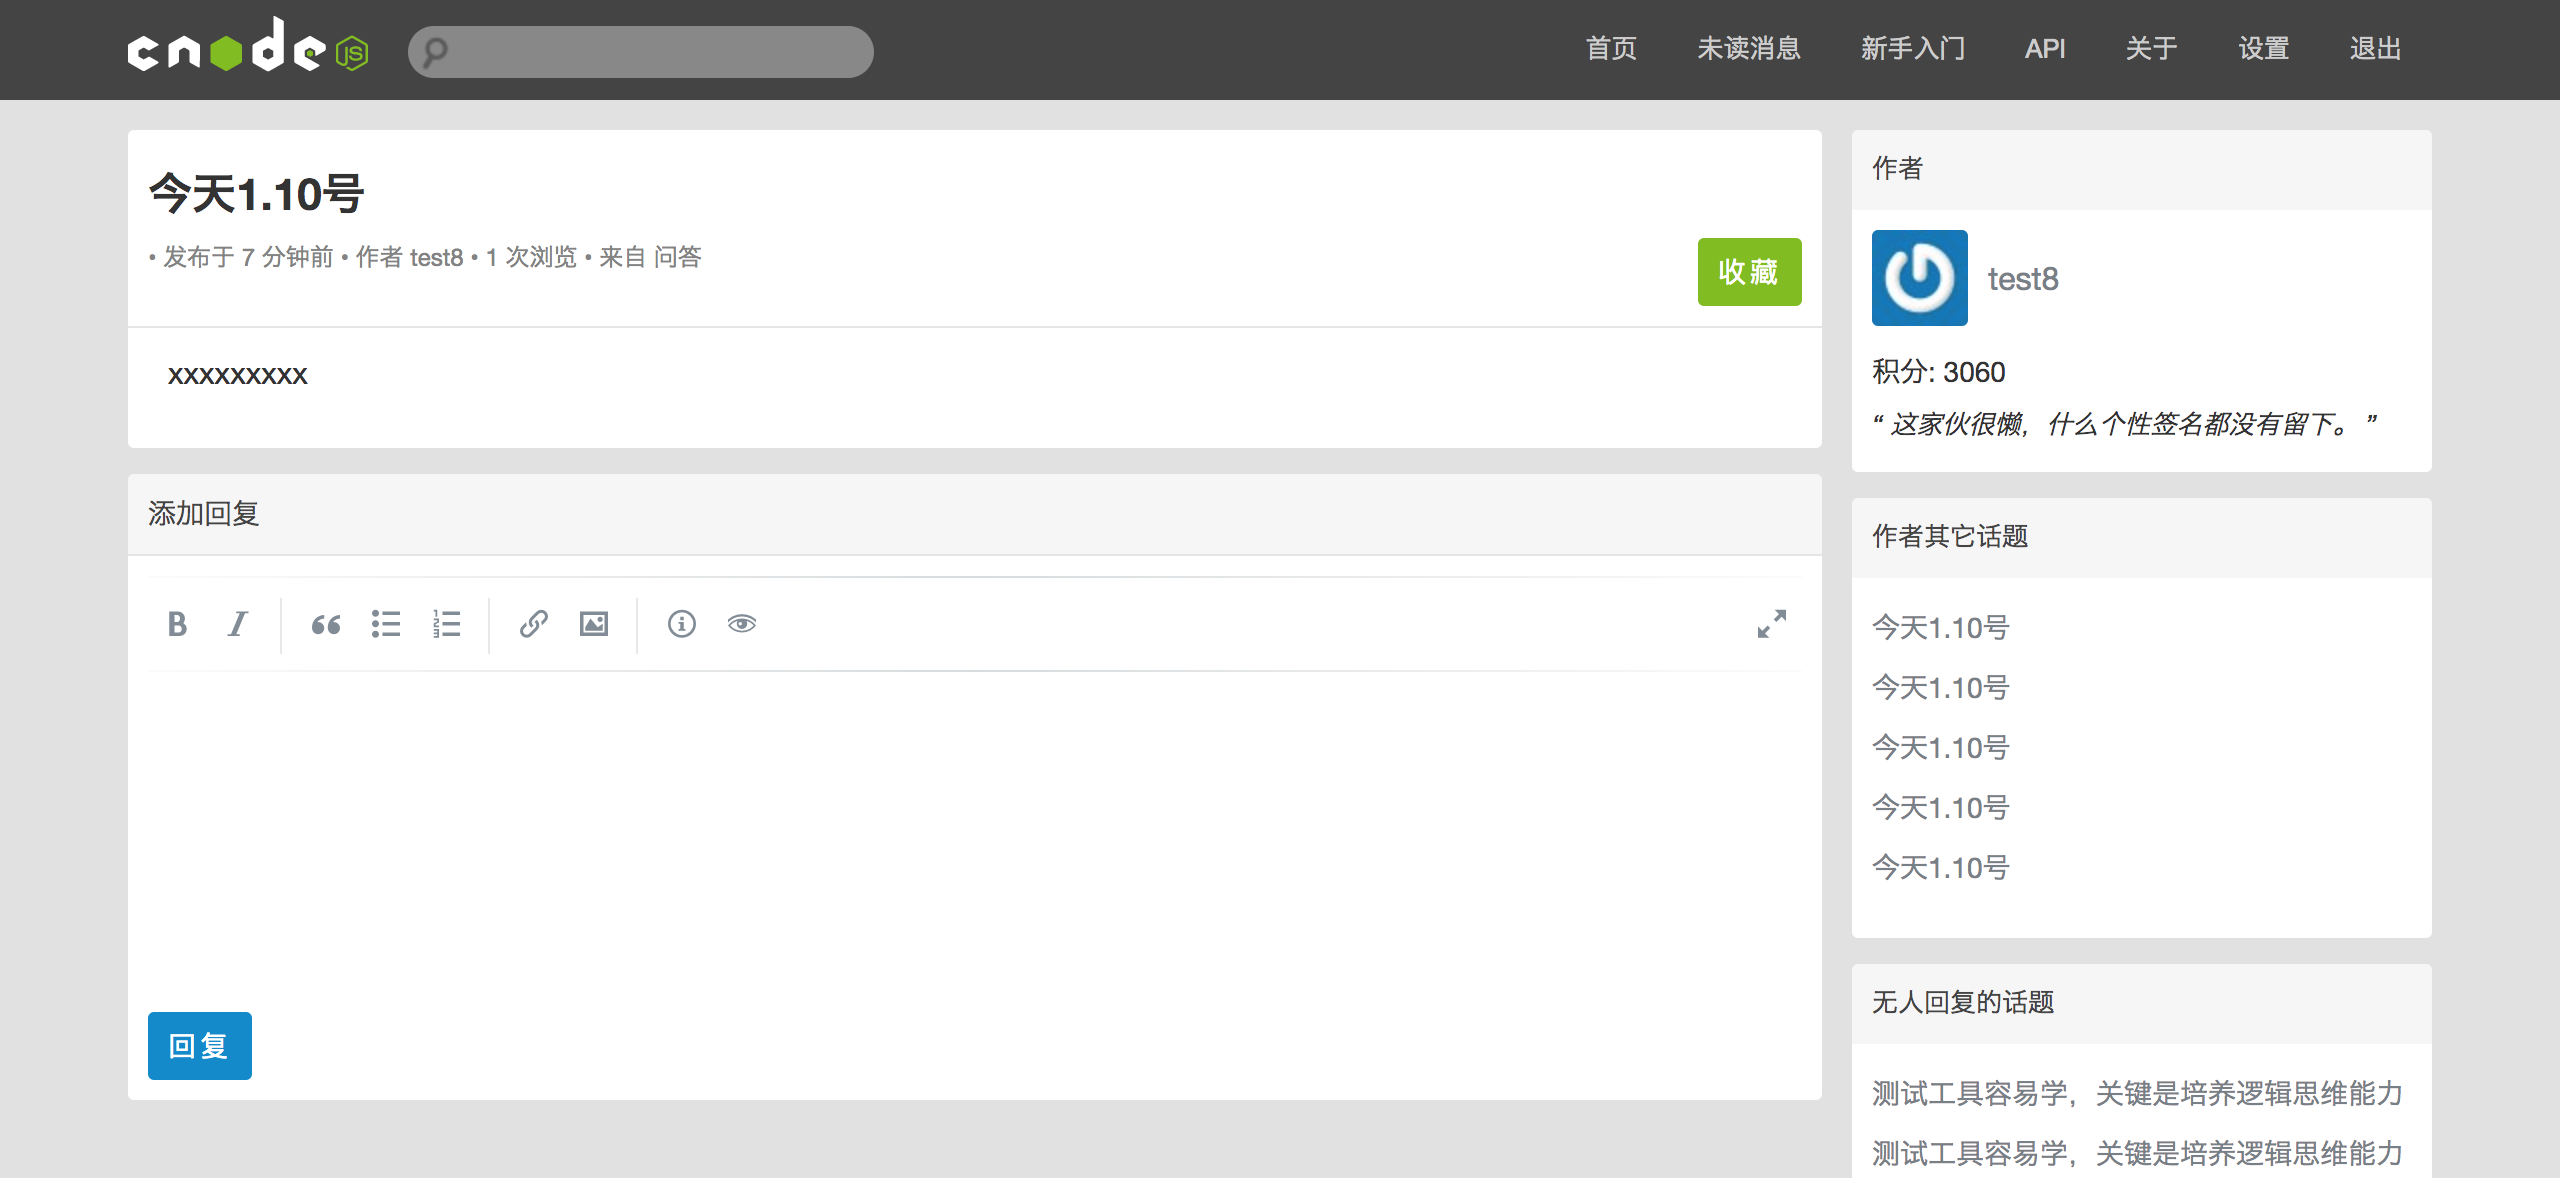 cnode JS
首页 未读消息 新手入门 API 关于 设置 退出
今天1.10号
• 发布于 7 分钟前 • 作者 test8 • 1 次浏览 • 来自 问答
收藏
xxxxxxxxx
添加回复
回复
作者
test8
积分: 3060
“ 这家伙很懒，什么个性签名都没有留下。 ”
作者其它话题
今天1.10号
今天1.10号
今天1.10号
今天1.10号
今天1.10号
无人回复的话题
测试工具容易学，关键是培养逻辑思维能力
测试工具容易学，关键是培养逻辑思维能力